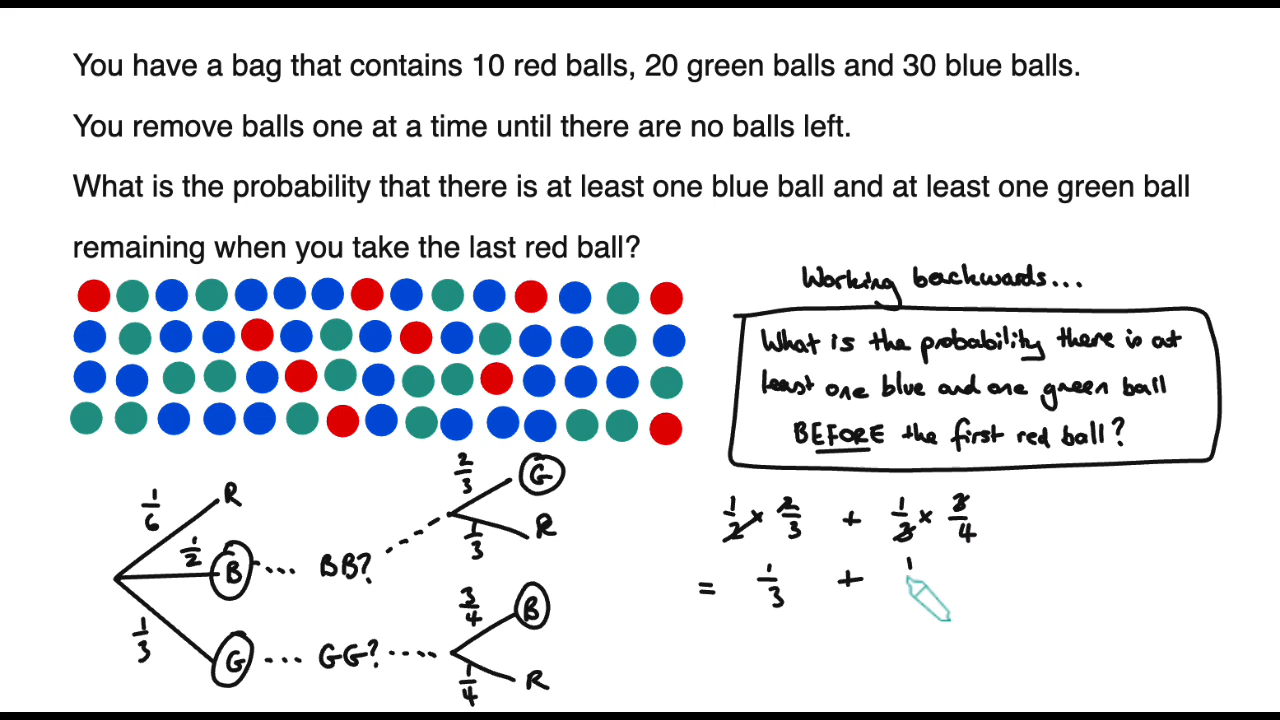 You have a bag that contains 10 red balls, 20 green balls and 30 blue balls.
You remove balls one at a time until there are no balls left.
What is the probability that there is at least one blue ball and at least one green ball
remaining when you take the last red ball?
Working backwards...
What is the probability there is at
least one blue and one green ball
BEFORE the first red ball?
1/6 R
1/2 B ... BB?
1/3 G ... GG?
2/3 G
1/3 R
3/4 B
1/4 R
1/2 × 2/3 + 1/3 × 3/4
= 1/3 + 1